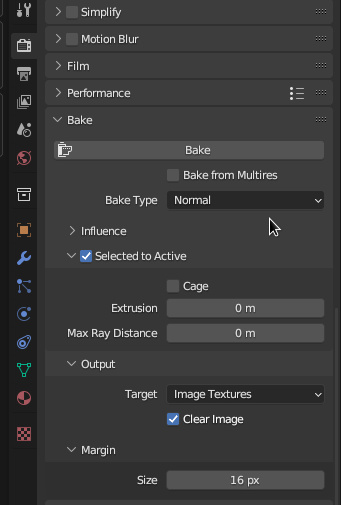 Simplify
Motion Blur
Film
Performance
Bake
Bake
Bake from Multires
Bake Type Normal
Influence
Selected to Active
Cage
Extrusion 0 m
Max Ray Distance 0 m
Output
Target Image Textures
Clear Image
Margin
Size 16 px